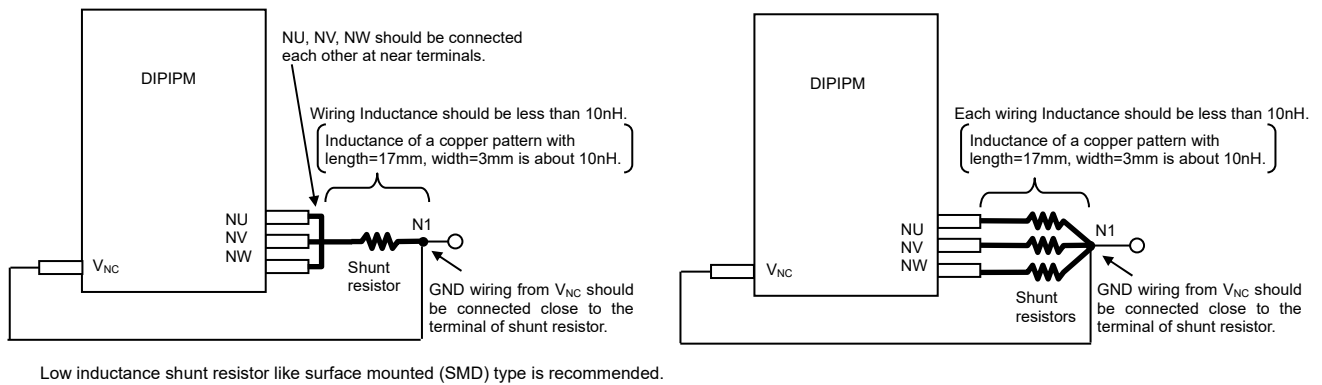 NU, NV, NW should be connected
each other at near terminals.
DIPIPM
Wiring Inductance should be less than 10nH.
Inductance of a copper pattern with
length=17mm, width=3mm is about 10nH.
NU
NV
NW
N1
VNC
Shunt
resistor
GND wiring from VNC should
be connected close to the
terminal of shunt resistor.
DIPIPM
Each wiring Inductance should be less than 10nH.
Inductance of a copper pattern with
length=17mm, width=3mm is about 10nH.
NU
NV
NW
N1
VNC
Shunt
resistors
GND wiring from VNC should
be connected close to the
terminal of shunt resistor.
Low inductance shunt resistor like surface mounted (SMD) type is recommended.